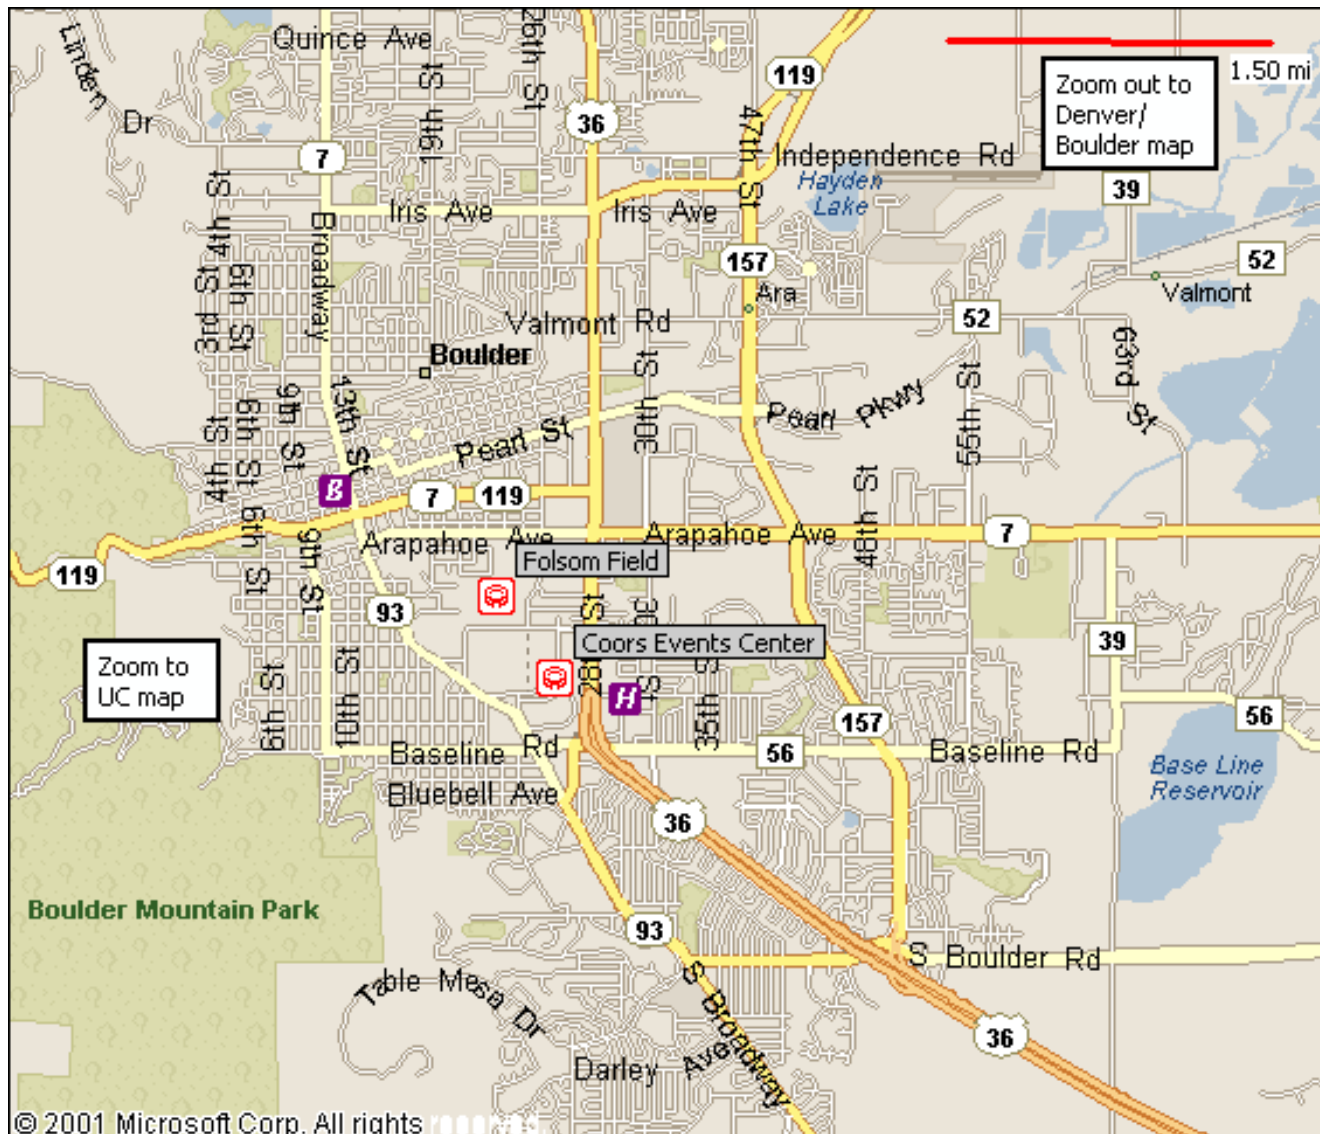 Linden
Dr
Quince Ave
19th St
26th St
36
119
47th St
1.50 mi
Zoom out to
Denver/
Boulder map
7
Independence Rd
Hayden
Lake
39
4th St
Broadway
Iris Ave
Iris Ave
3rd St
6th St
157
52
Ara
Valmont
Valmont Rd
52
Boulder
63rd St
30th St
55th St
13th St
9th St
6th St
4th St
Pearl St
Pearl Pkwy
B
7
119
48th St
Arapahoe Ave
Arapahoe Ave
7
Folsom Field
119
6th St
9th St
93
28th St
30th St
Coors Events Center
39
Zoom to
UC map
6th St
10th St
H
35th St
157
56
Baseline Rd
56
Baseline Rd
Base Line
Reservoir
Bluebell Ave
36
Boulder Mountain Park
93
S Boulder Rd
Table Mesa Dr
S Broadway
36
Darley Ave
© 2001 Microsoft Corp. All rights reserved.